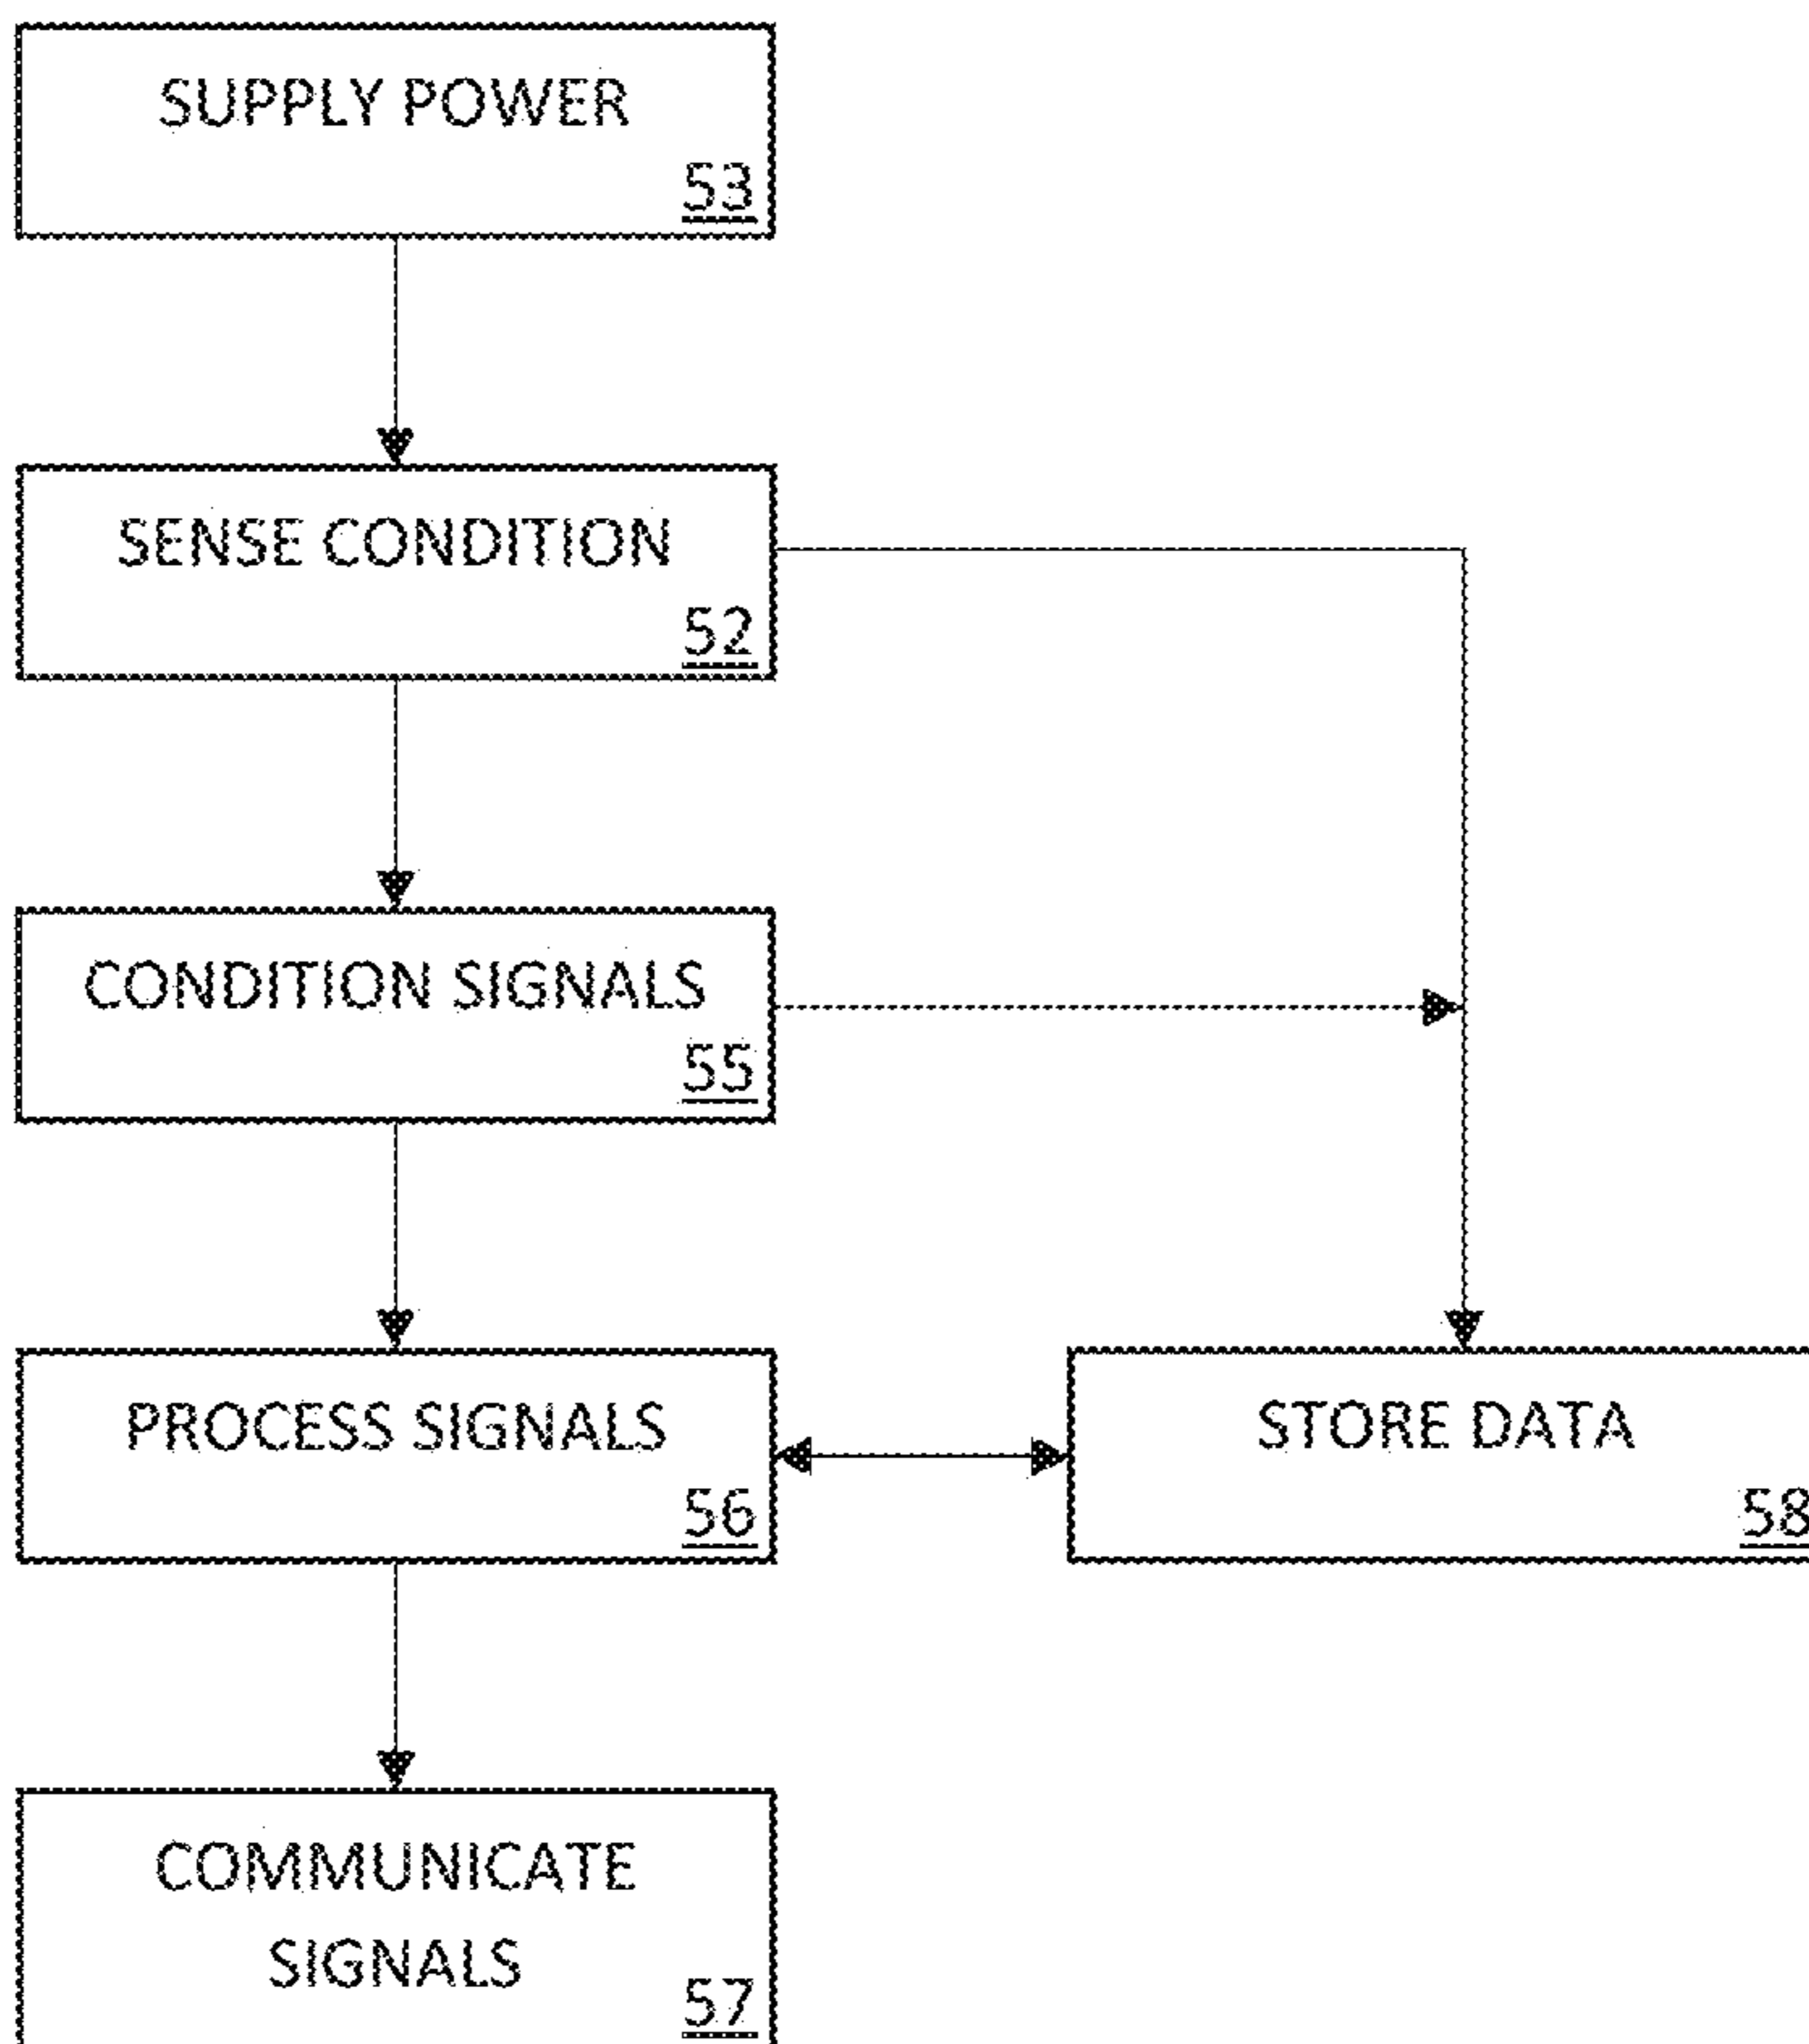 SUPPLY POWER
53
SENSE CONDITION
52
CONDITION SIGNALS
55
PROCESS SIGNALS
56
STORE DATA
58
COMMUNICATE
SIGNALS
57